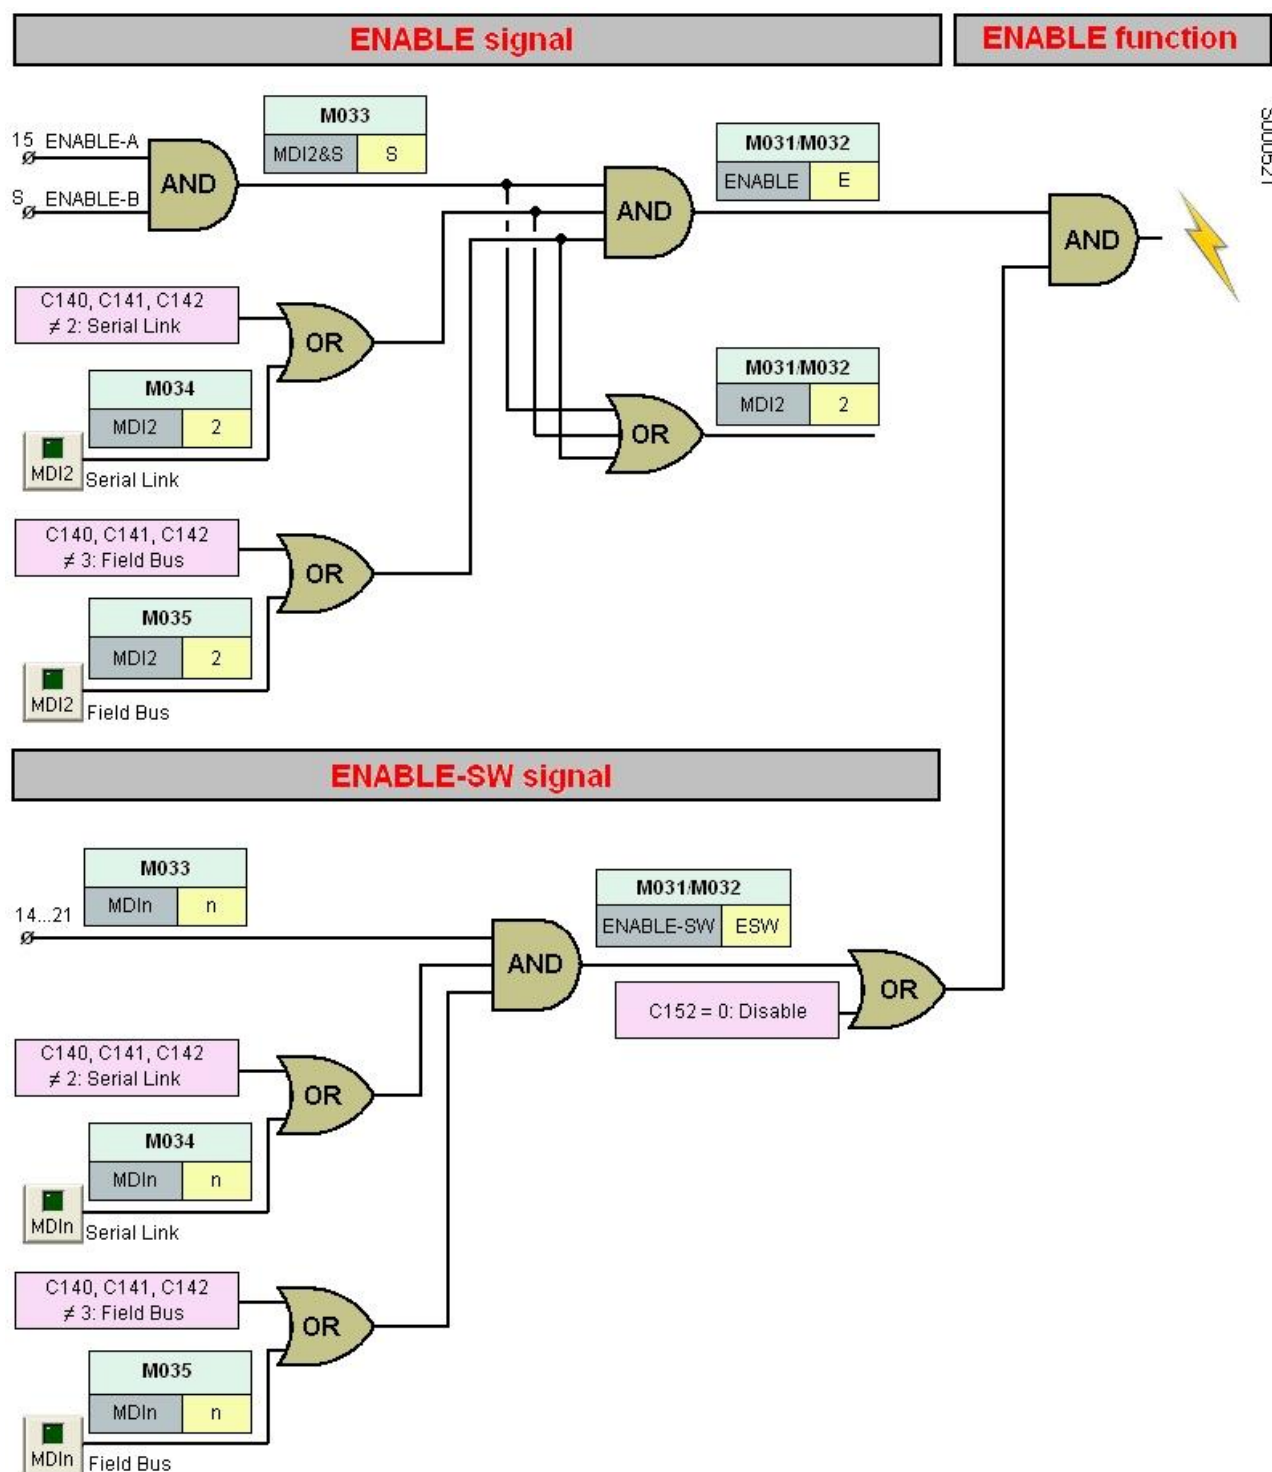 ENABLE signal
ENABLE function
S000521
15 ENABLE-A
S ENABLE-B
AND
M033
MDI2&S S
AND
M031/M032
ENABLE E
AND
C140, C141, C142
≠ 2: Serial Link
OR
M034
MDI2 2
MDI2
Serial Link
M031/M032
MDI2 2
OR
C140, C141, C142
≠ 3: Field Bus
OR
M035
MDI2 2
MDI2
Field Bus
ENABLE-SW signal
14...21
M033
MDIn n
AND
M031/M032
ENABLE-SW ESW
C152 = 0: Disable
OR
C140, C141, C142
≠ 2: Serial Link
OR
M034
MDIn n
MDIn
Serial Link
C140, C141, C142
≠ 3: Field Bus
OR
M035
MDIn n
MDIn
Field Bus